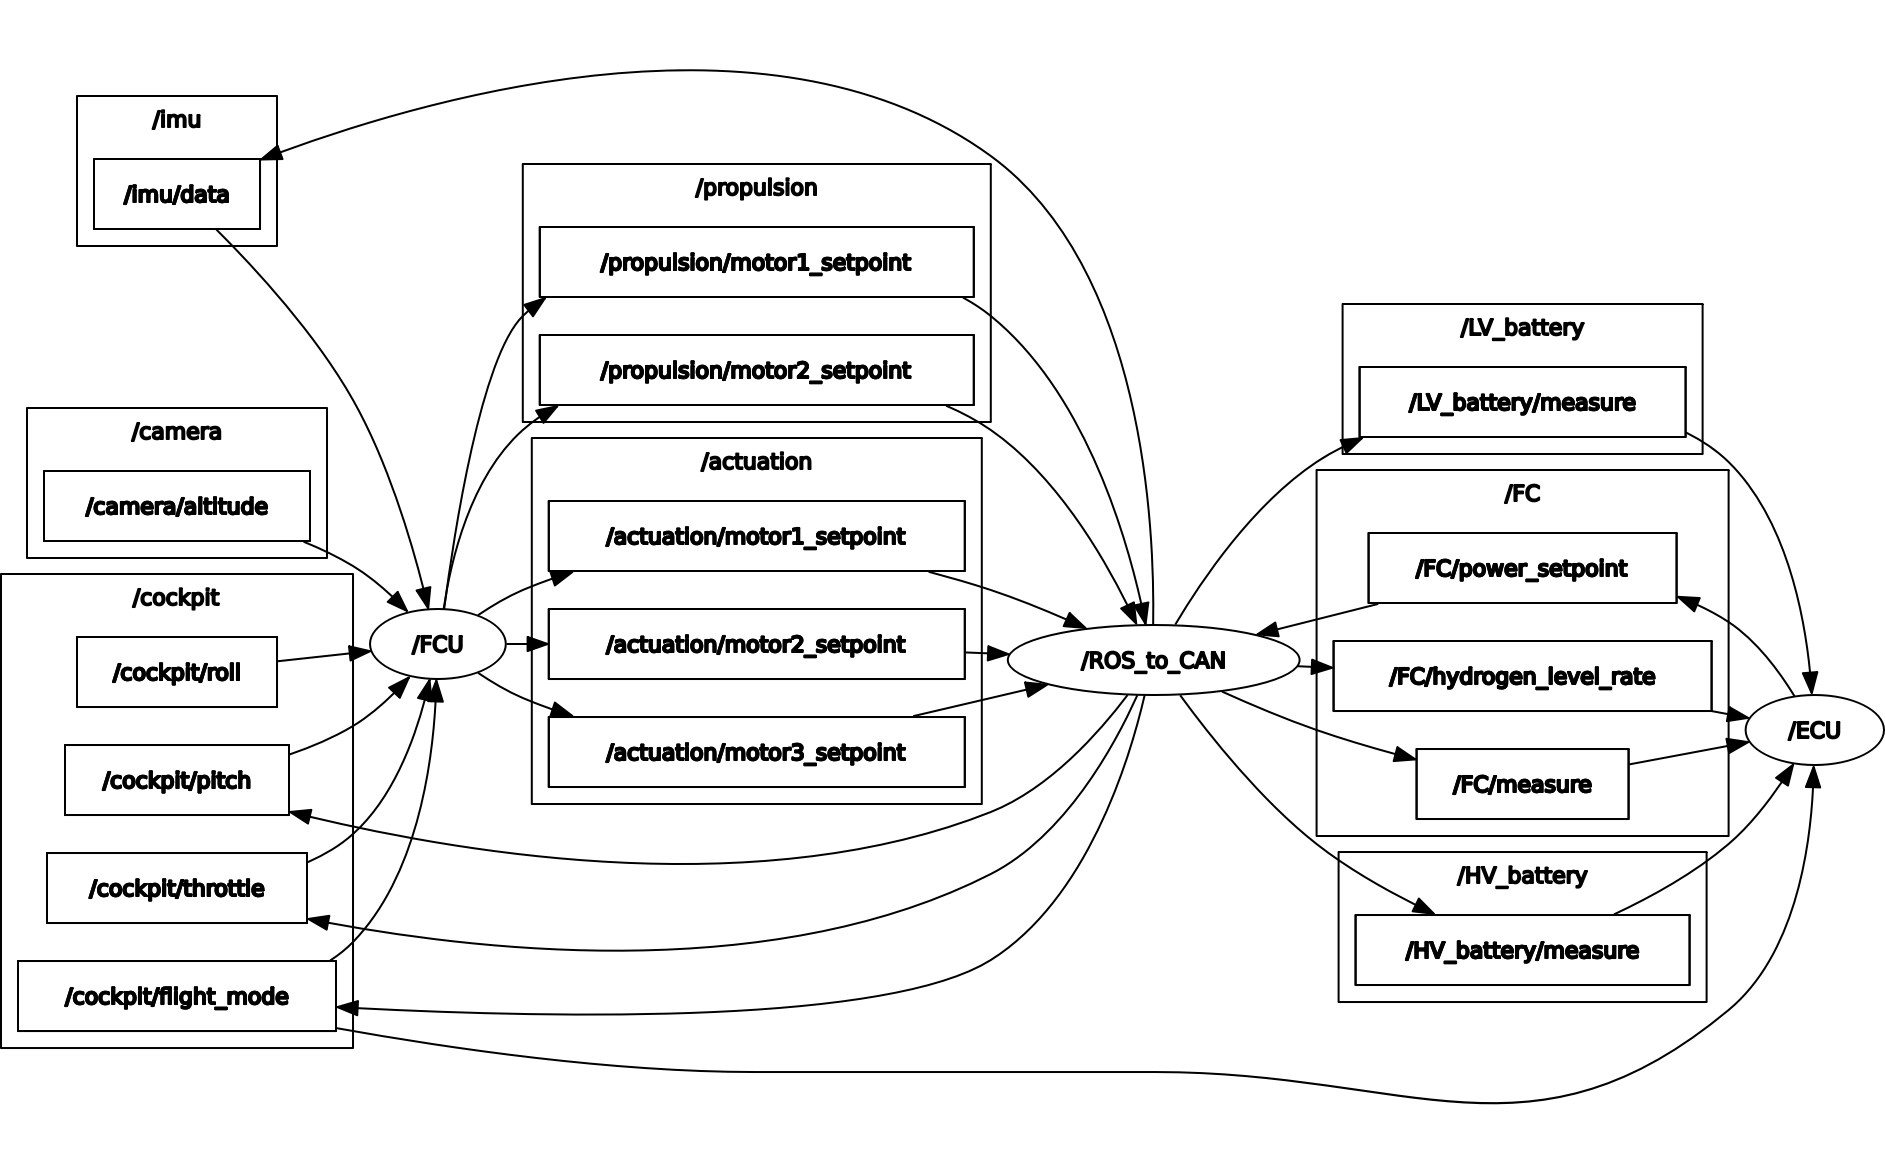 /imu
/imu/data
/camera
/camera/altitude
/cockpit
/cockpit/roll
/cockpit/pitch
/cockpit/throttle
/cockpit/flight_mode
/FCU
/propulsion
/propulsion/motor1_setpoint
/propulsion/motor2_setpoint
/actuation
/actuation/motor1_setpoint
/actuation/motor2_setpoint
/actuation/motor3_setpoint
/ROS_to_CAN
/LV_battery
/LV_battery/measure
/FC
/FC/power_setpoint
/FC/hydrogen_level_rate
/FC/measure
/HV_battery
/HV_battery/measure
/ECU